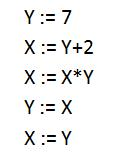 Y := 7
X := Y+2
X := X*Y
Y := X
X := Y